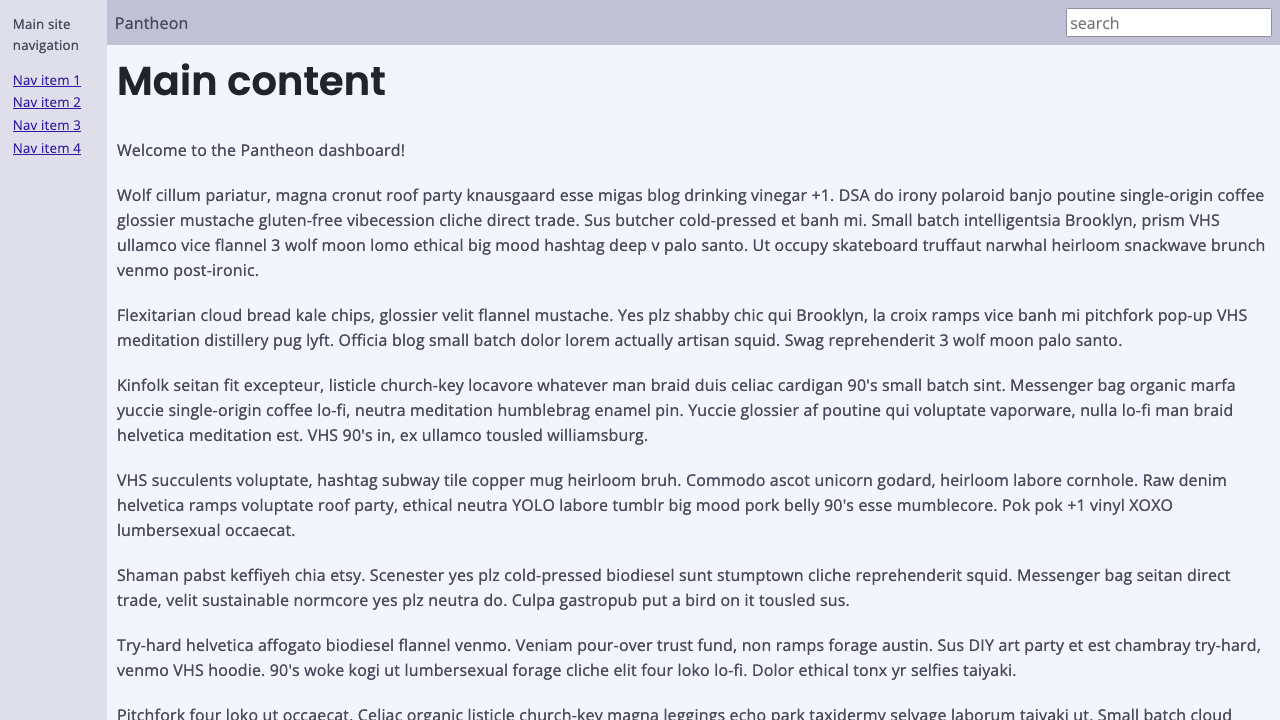 Main site
navigation
Nav item 1
Nav item 2
Nav item 3
Nav item 4
Pantheon
search
Main content
Welcome to the Pantheon dashboard!
Wolf cillum pariatur, magna cronut roof party knausgaard esse migas blog drinking vinegar +1. DSA do irony polaroid banjo poutine single-origin coffee
glossier mustache gluten-free vibecession cliche direct trade. Sus butcher cold-pressed et banh mi. Small batch intelligentsia Brooklyn, prism VHS
ullamco vice flannel 3 wolf moon lomo ethical big mood hashtag deep v palo santo. Ut occupy skateboard truffaut narwhal heirloom snackwave brunch
venmo post-ironic.
Flexitarian cloud bread kale chips, glossier velit flannel mustache. Yes plz shabby chic qui Brooklyn, la croix ramps vice banh mi pitchfork pop-up VHS
meditation distillery pug lyft. Officia blog small batch dolor lorem actually artisan squid. Swag reprehenderit 3 wolf moon palo santo.
Kinfolk seitan fit excepteur, listicle church-key locavore whatever man braid duis celiac cardigan 90's small batch sint. Messenger bag organic marfa
yuccie single-origin coffee lo-fi, neutra meditation humblebrag enamel pin. Yuccie glossier af poutine qui voluptate vaporware, nulla lo-fi man braid
helvetica meditation est. VHS 90's in, ex ullamco tousled williamsburg.
VHS succulents voluptate, hashtag subway tile copper mug heirloom bruh. Commodo ascot unicorn godard, heirloom labore cornhole. Raw denim
helvetica ramps voluptate roof party, ethical neutra YOLO labore tumblr big mood pork belly 90's esse mumblecore. Pok pok +1 vinyl XOXO
lumbersexual occaecat.
Shaman pabst keffiyeh chia etsy. Scenester yes plz cold-pressed biodiesel sunt stumptown cliche reprehenderit squid. Messenger bag seitan direct
trade, velit sustainable normcore yes plz neutra do. Culpa gastropub put a bird on it tousled sus.
Try-hard helvetica affogato biodiesel flannel venmo. Veniam pour-over trust fund, non ramps forage austin. Sus DIY art party et est chambray try-hard,
venmo VHS hoodie. 90's woke kogi ut lumbersexual forage cliche elit four loko lo-fi. Dolor ethical tonx yr selfies taiyaki.
Pitchfork four loko ut occaecat. Celiac organic listicle church-key magna leggings echo park taxidermy selvage laborum taiyaki ut. Small batch cloud